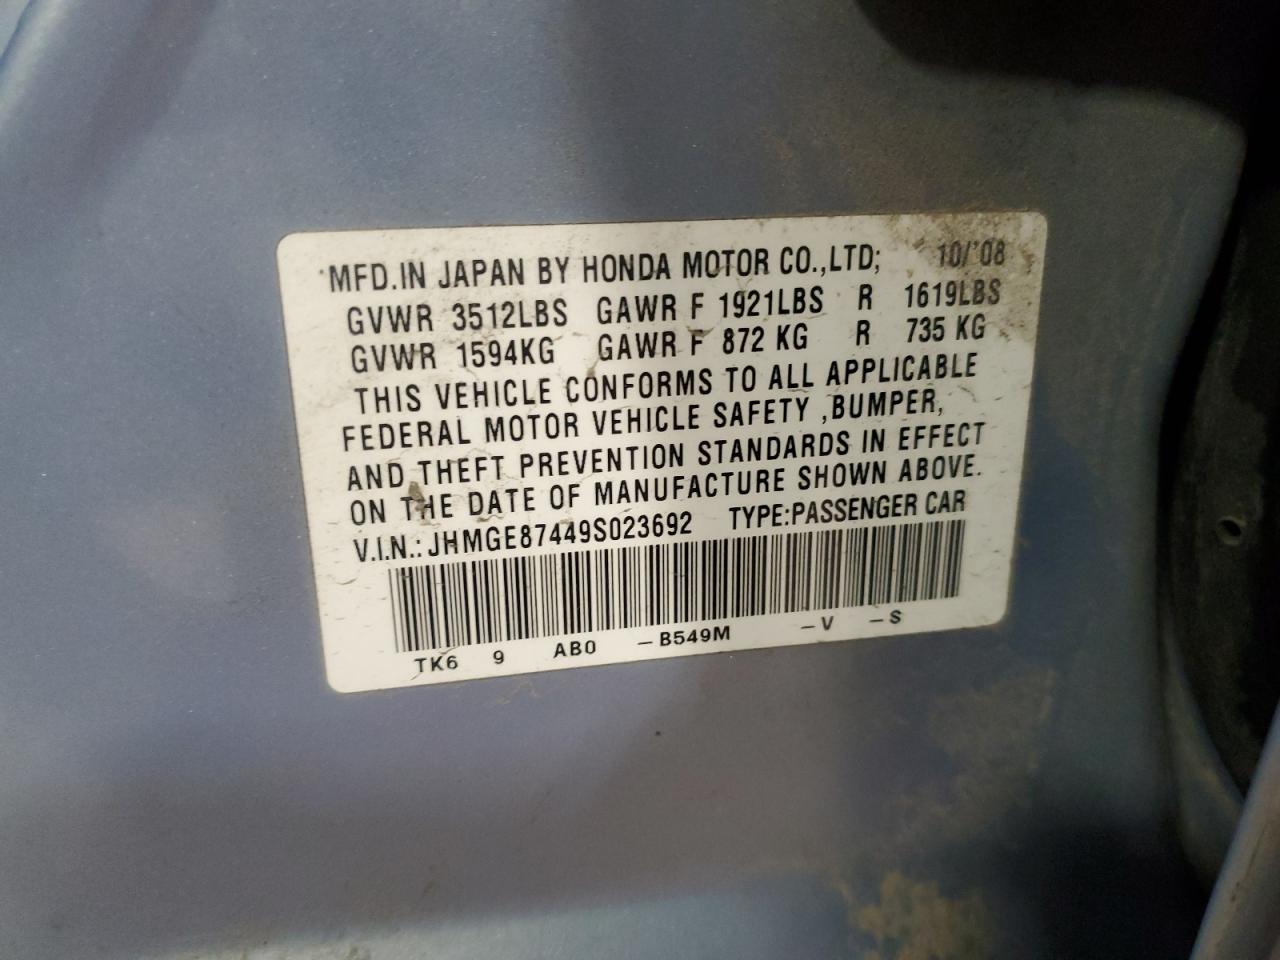 MFD.IN JAPAN BY HONDA MOTOR CO.,LTD; 10/'08
GVWR 3512LBS GAWR F 1921LBS R 1619LBS
GVWR 1594KG GAWR F 872 KG R 735 KG
THIS VEHICLE CONFORMS TO ALL APPLICABLE
FEDERAL MOTOR VEHICLE SAFETY ,BUMPER,
AND THEFT PREVENTION STANDARDS IN EFFECT
ON THE DATE OF MANUFACTURE SHOWN ABOVE.
V.I.N.: JHMGE87449S023692 TYPE:PASSENGER CAR
TK6 9 AB0 -B549M -V -S